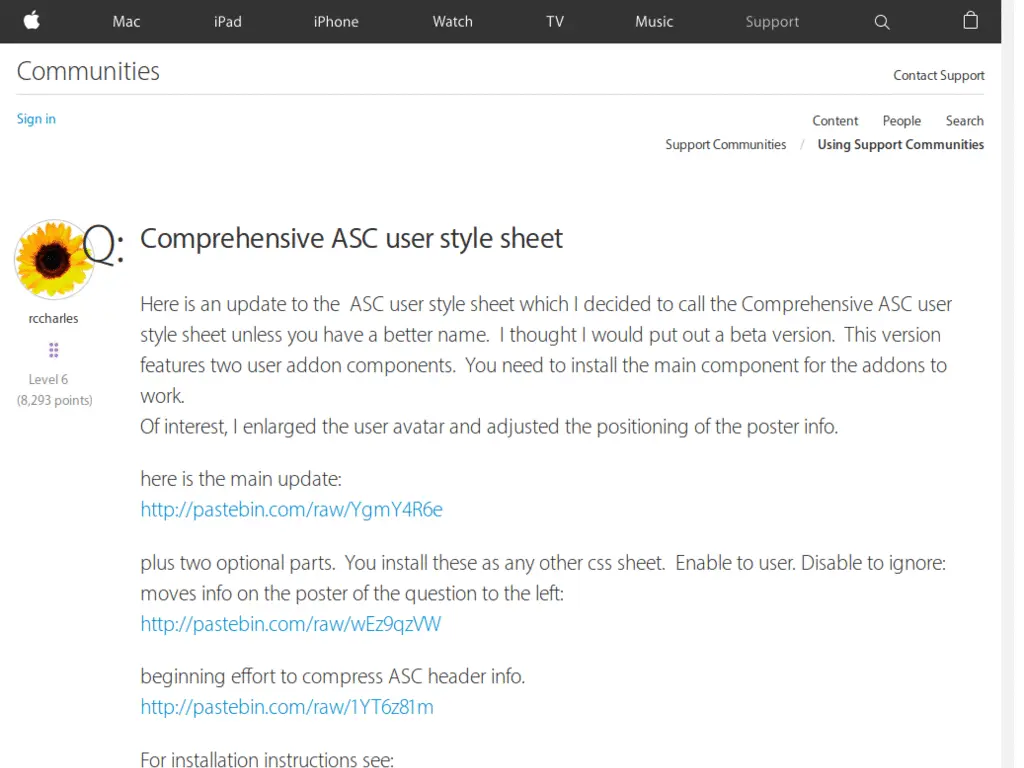 Mac iPad iPhone Watch TV Music Support
Communities
Contact Support
Sign in
Content People Search
Support Communities / Using Support Communities
Q: Comprehensive ASC user style sheet
rccharles
Level 6
(8,293 points)
Here is an update to the  ASC user style sheet which I decided to call the Comprehensive ASC user
style sheet unless you have a better name.  I thought I would put out a beta version.  This version
features two user addon components.  You need to install the main component for the addons to
work.
Of interest, I enlarged the user avatar and adjusted the positioning of the poster info.
here is the main update:
http://pastebin.com/raw/YgmY4R6e
plus two optional parts.  You install these as any other css sheet.  Enable to user. Disable to ignore:
moves info on the poster of the question to the left:
http://pastebin.com/raw/wEz9qzVW
beginning effort to compress ASC header info.
http://pastebin.com/raw/1YT6z81m
For installation instructions see: